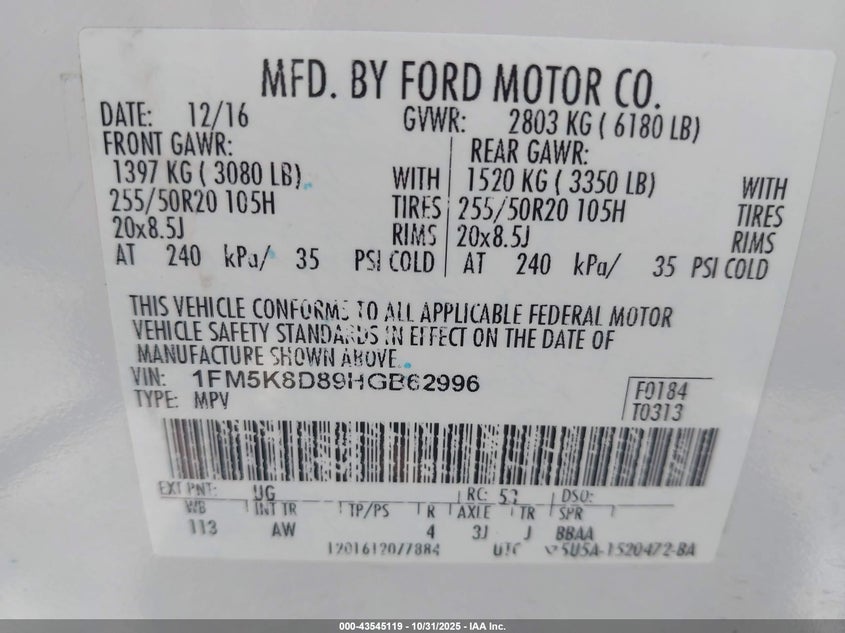 MFD. BY FORD MOTOR CO.
DATE: 12/16 GVWR: 2803 KG ( 6180 LB)
FRONT GAWR: REAR GAWR:
1397 KG ( 3080 LB) WITH 1520 KG ( 3350 LB) WITH
255/50R20 105H TIRES 255/50R20 105H TIRES
20x8.5J RIMS 20x8.5J RIMS
AT 240 kPa/ 35 PSI COLD AT 240 kPa/ 35 PSI COLD
THIS VEHICLE CONFORMS TO ALL APPLICABLE FEDERAL MOTOR
VEHICLE SAFETY STANDARDS IN EFFECT ON THE DATE OF
MANUFACTURE SHOWN ABOVE.
VIN: 1FM5K8D89HGB62996 F0184
TYPE: MPV T0313
EXT PNT: UG RC: 52 DSO:
WB INT TR TP/PS R AXLE TR SPR
113 AW 4 3J J BBAA
UTC
000-43545119 - 10/31/2025 - IAA Inc.